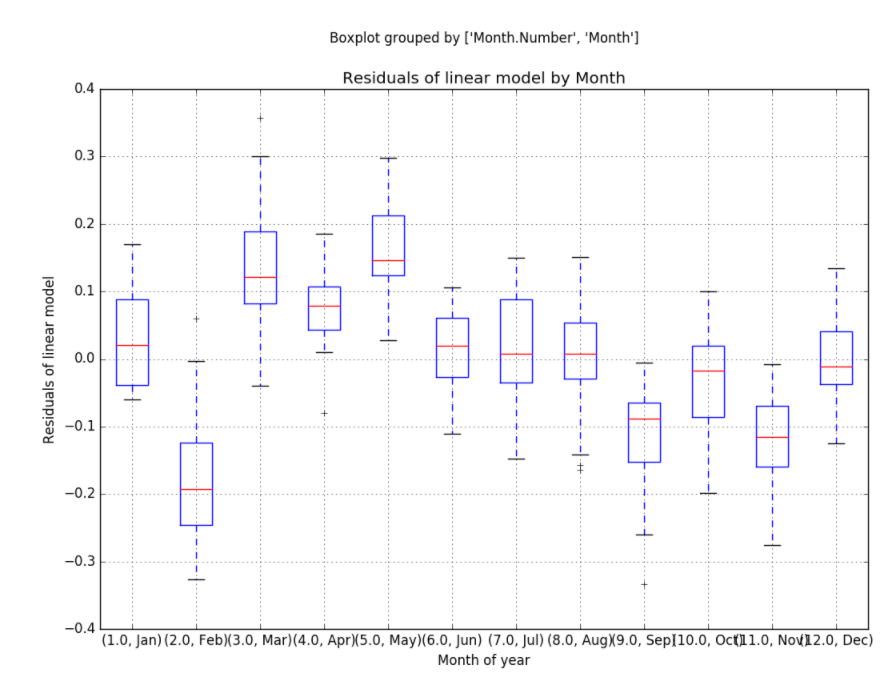 Boxplot grouped by ['Month.Number', 'Month']
Residuals of linear model by Month
0.4
0.3
0.2
0.1
0.0
−0.1
−0.2
−0.3
−0.4
Residuals of linear model
(1.0, Jan) (2.0, Feb) (3.0, Mar) (4.0, Apr) (5.0, May) (6.0, Jun) (7.0, Jul) (8.0, Aug) (9.0, Sep) (10.0, Oct) (11.0, Nov) (12.0, Dec)
Month of year